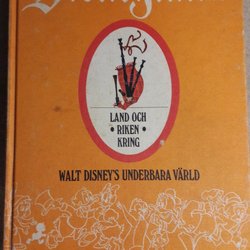 LAND OCH
• RIKEN •
KRING
WALT DISNEY'S UNDERBARA VÄRLD